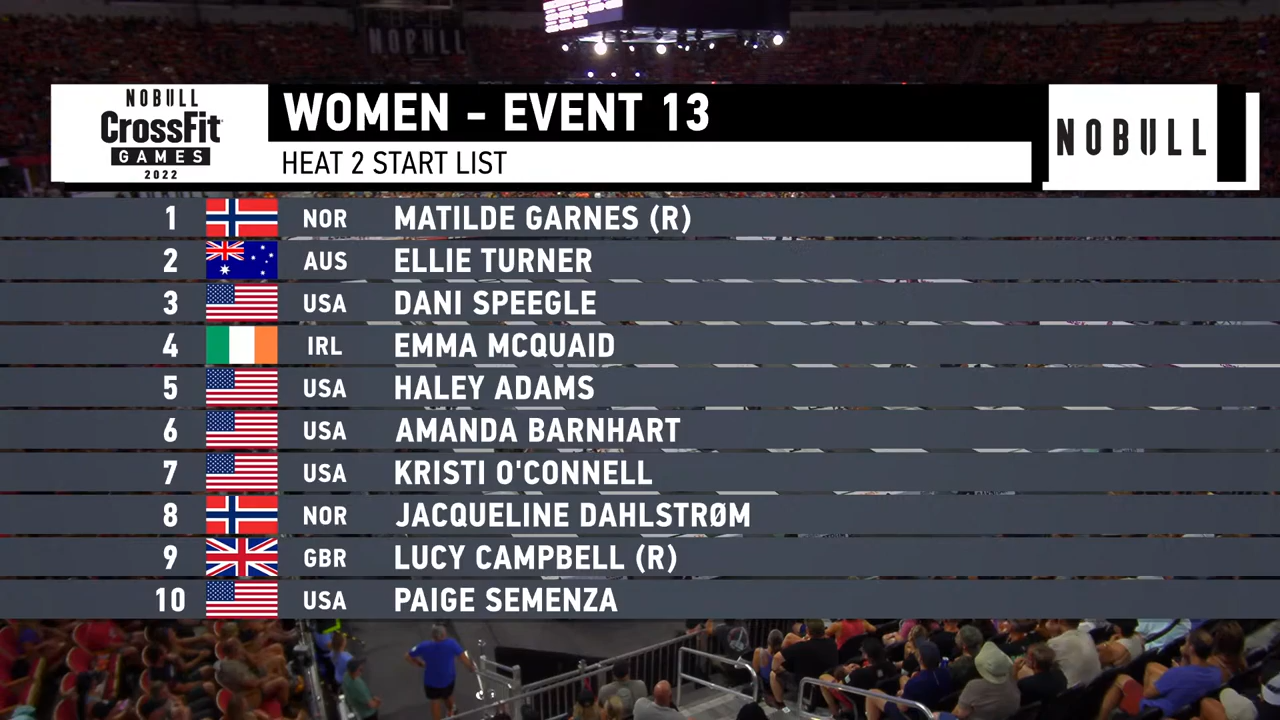 NOBULL
NOBULL
CrossFit
GAMES
2022
WOMEN - EVENT 13
HEAT 2 START LIST
NOBULL
1 NOR MATILDE GARNES (R)
2 AUS ELLIE TURNER
3 USA DANI SPEEGLE
4 IRL EMMA MCQUAID
5 USA HALEY ADAMS
6 USA AMANDA BARNHART
7 USA KRISTI O'CONNELL
8 NOR JACQUELINE DAHLSTRØM
9 GBR LUCY CAMPBELL (R)
10 USA PAIGE SEMENZA